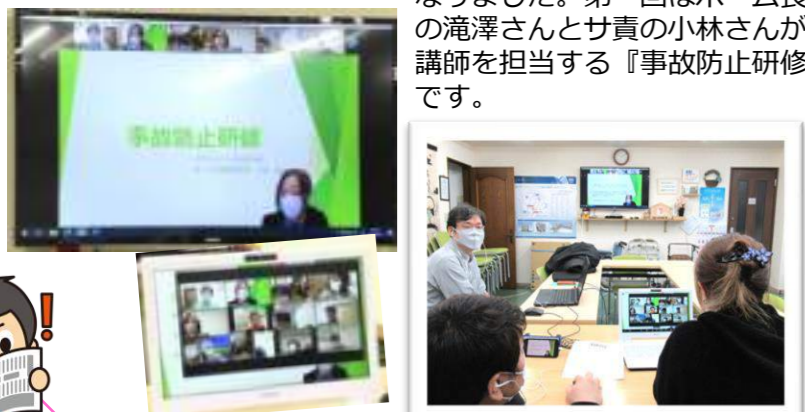 なりました。第一回はホーム長
の滝澤さんとサ責の小林さんが
講師を担当する『事故防止研修
です。
事故防止研修